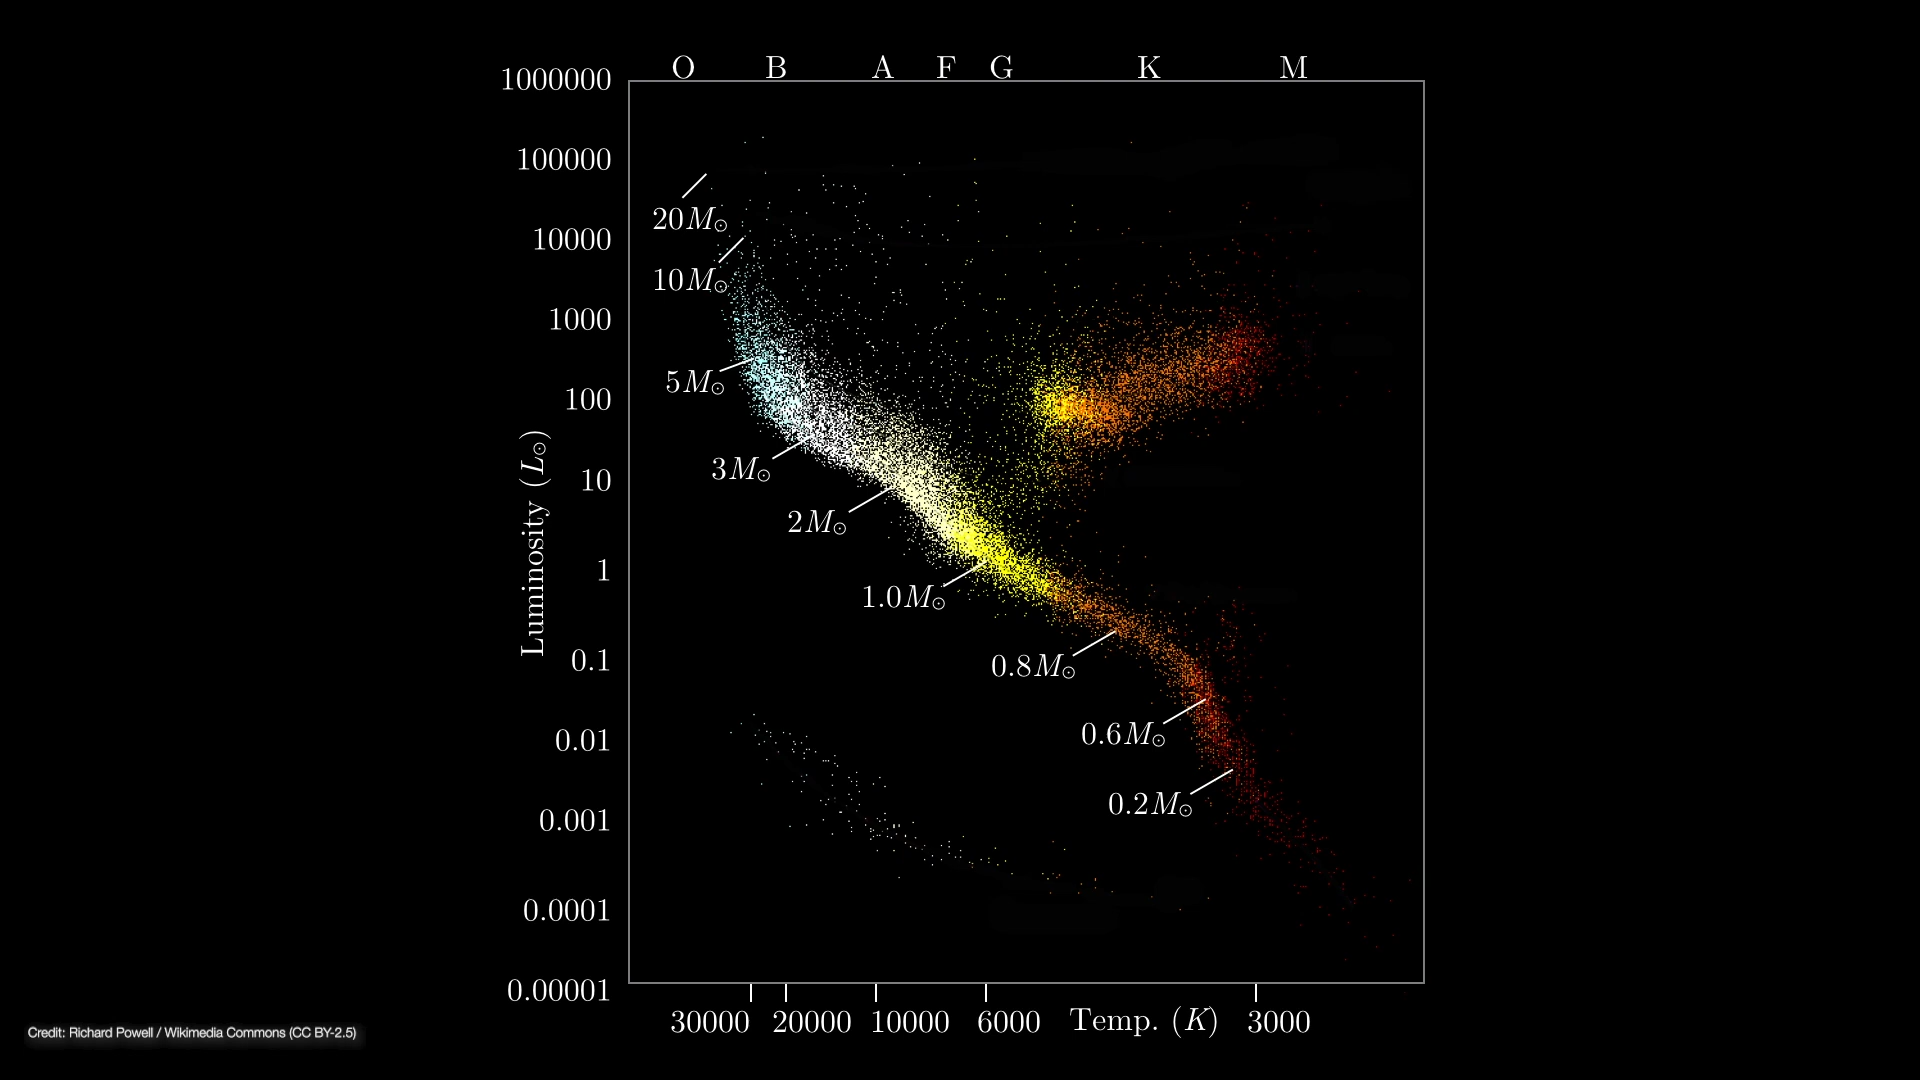 O B A F G K M
1000000
100000
10000
1000
100
10
1
0.1
0.01
0.001
0.0001
0.00001
Luminosity (L☉)
20M☉
10M☉
5M☉
3M☉
2M☉
1.0M☉
0.8M☉
0.6M☉
0.2M☉
30000 20000 10000 6000 Temp. (K) 3000
Credit: Richard Powell / Wikimedia Commons (CC BY-2.5)